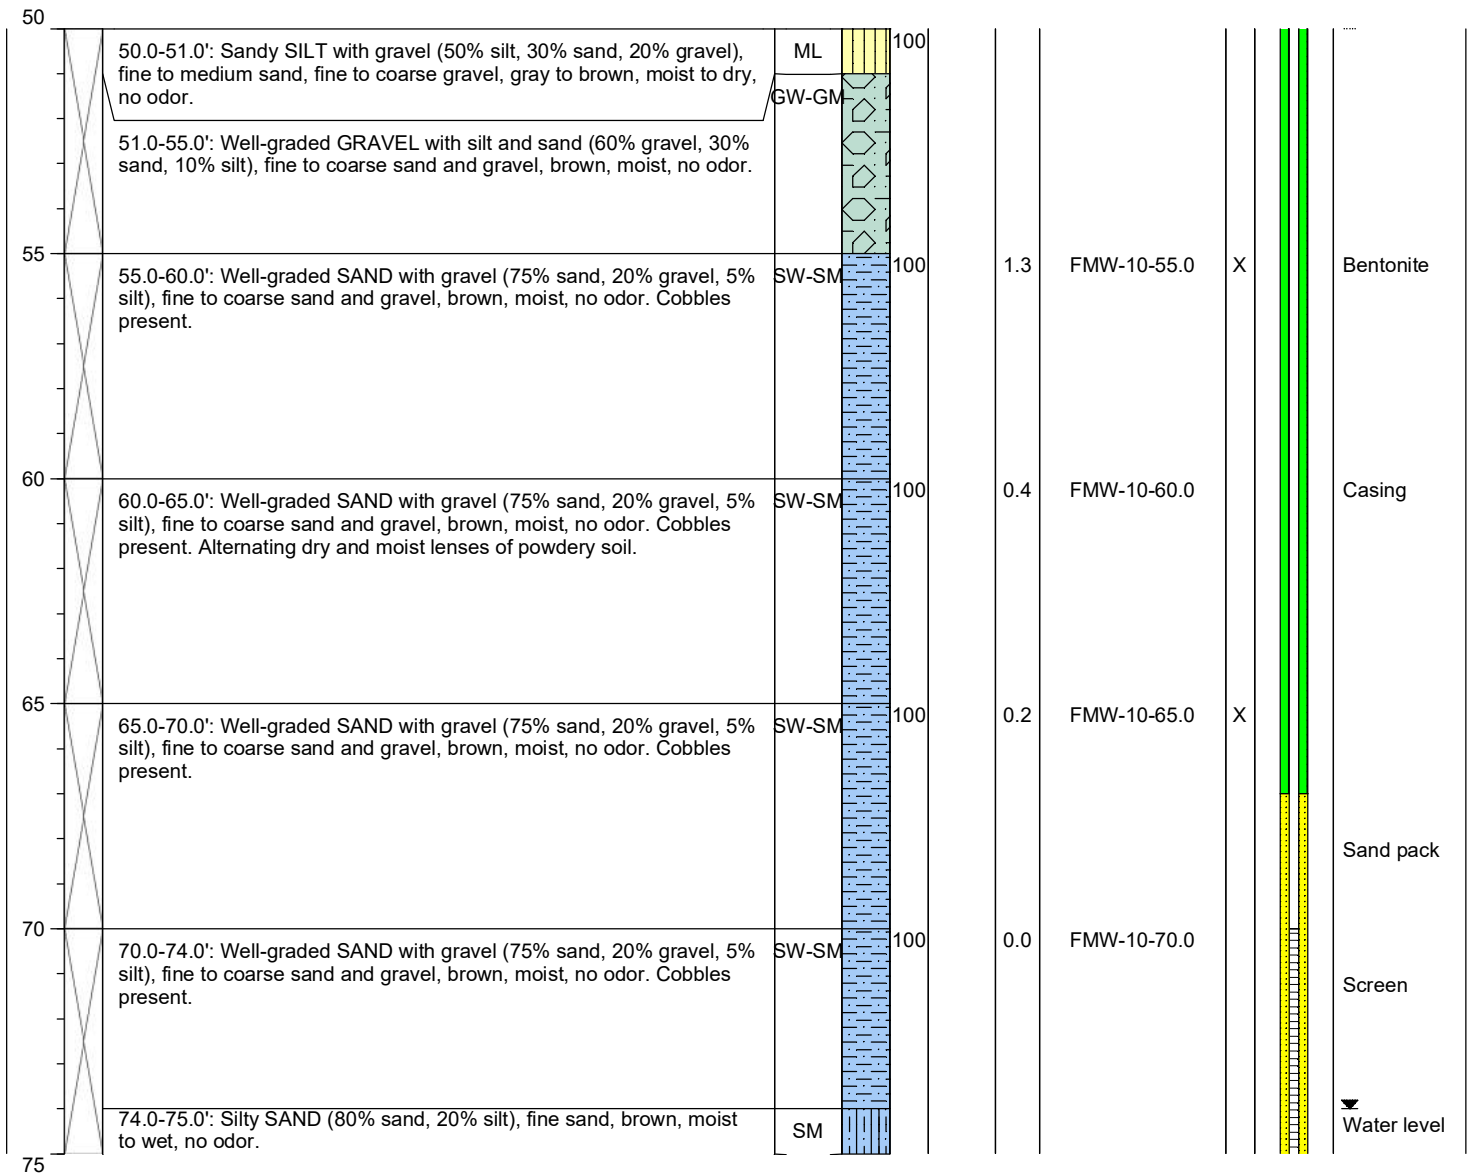 50
50.0-51.0': Sandy SILT with gravel (50% silt, 30% sand, 20% gravel),
fine to medium sand, fine to coarse gravel, gray to brown, moist to dry,
no odor.
ML
100
GW-GM
51.0-55.0': Well-graded GRAVEL with silt and sand (60% gravel, 30%
sand, 10% silt), fine to coarse sand and gravel, brown, moist, no odor.
55
55.0-60.0': Well-graded SAND with gravel (75% sand, 20% gravel, 5%
silt), fine to coarse sand and gravel, brown, moist, no odor. Cobbles
present.
SW-SM
100
1.3
FMW-10-55.0
X
Bentonite
60
60.0-65.0': Well-graded SAND with gravel (75% sand, 20% gravel, 5%
silt), fine to coarse sand and gravel, brown, moist, no odor. Cobbles
present. Alternating dry and moist lenses of powdery soil.
SW-SM
100
0.4
FMW-10-60.0
Casing
65
65.0-70.0': Well-graded SAND with gravel (75% sand, 20% gravel, 5%
silt), fine to coarse sand and gravel, brown, moist, no odor. Cobbles
present.
SW-SM
100
0.2
FMW-10-65.0
X
Sand pack
70
70.0-74.0': Well-graded SAND with gravel (75% sand, 20% gravel, 5%
silt), fine to coarse sand and gravel, brown, moist, no odor. Cobbles
present.
SW-SM
100
0.0
FMW-10-70.0
Screen
74.0-75.0': Silty SAND (80% sand, 20% silt), fine sand, brown, moist
to wet, no odor.
SM
Water level
75